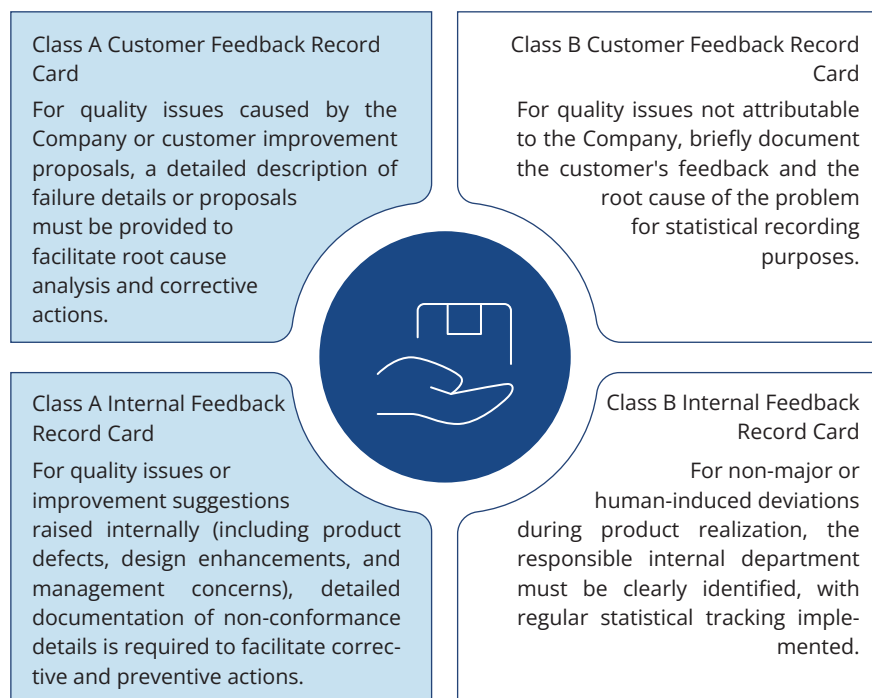 Class A Customer Feedback Record
Card
For quality issues caused by the
Company or customer improvement
proposals, a detailed description of
failure details or proposals
must be provided to
facilitate root cause
analysis and corrective
actions.
Class B Customer Feedback Record
Card
For quality issues not attributable
to the Company, briefly document
the customer's feedback and the
root cause of the problem
for statistical recording
purposes.
Class A Internal Feedback
Record Card
For quality issues or
improvement suggestions
raised internally (including product
defects, design enhancements, and
management concerns), detailed
documentation of non-conformance
details is required to facilitate correc-
tive and preventive actions.
Class B Internal Feedback
Record Card
For non-major or
human-induced deviations
during product realization, the
responsible internal department
must be clearly identified, with
regular statistical tracking imple-
mented.